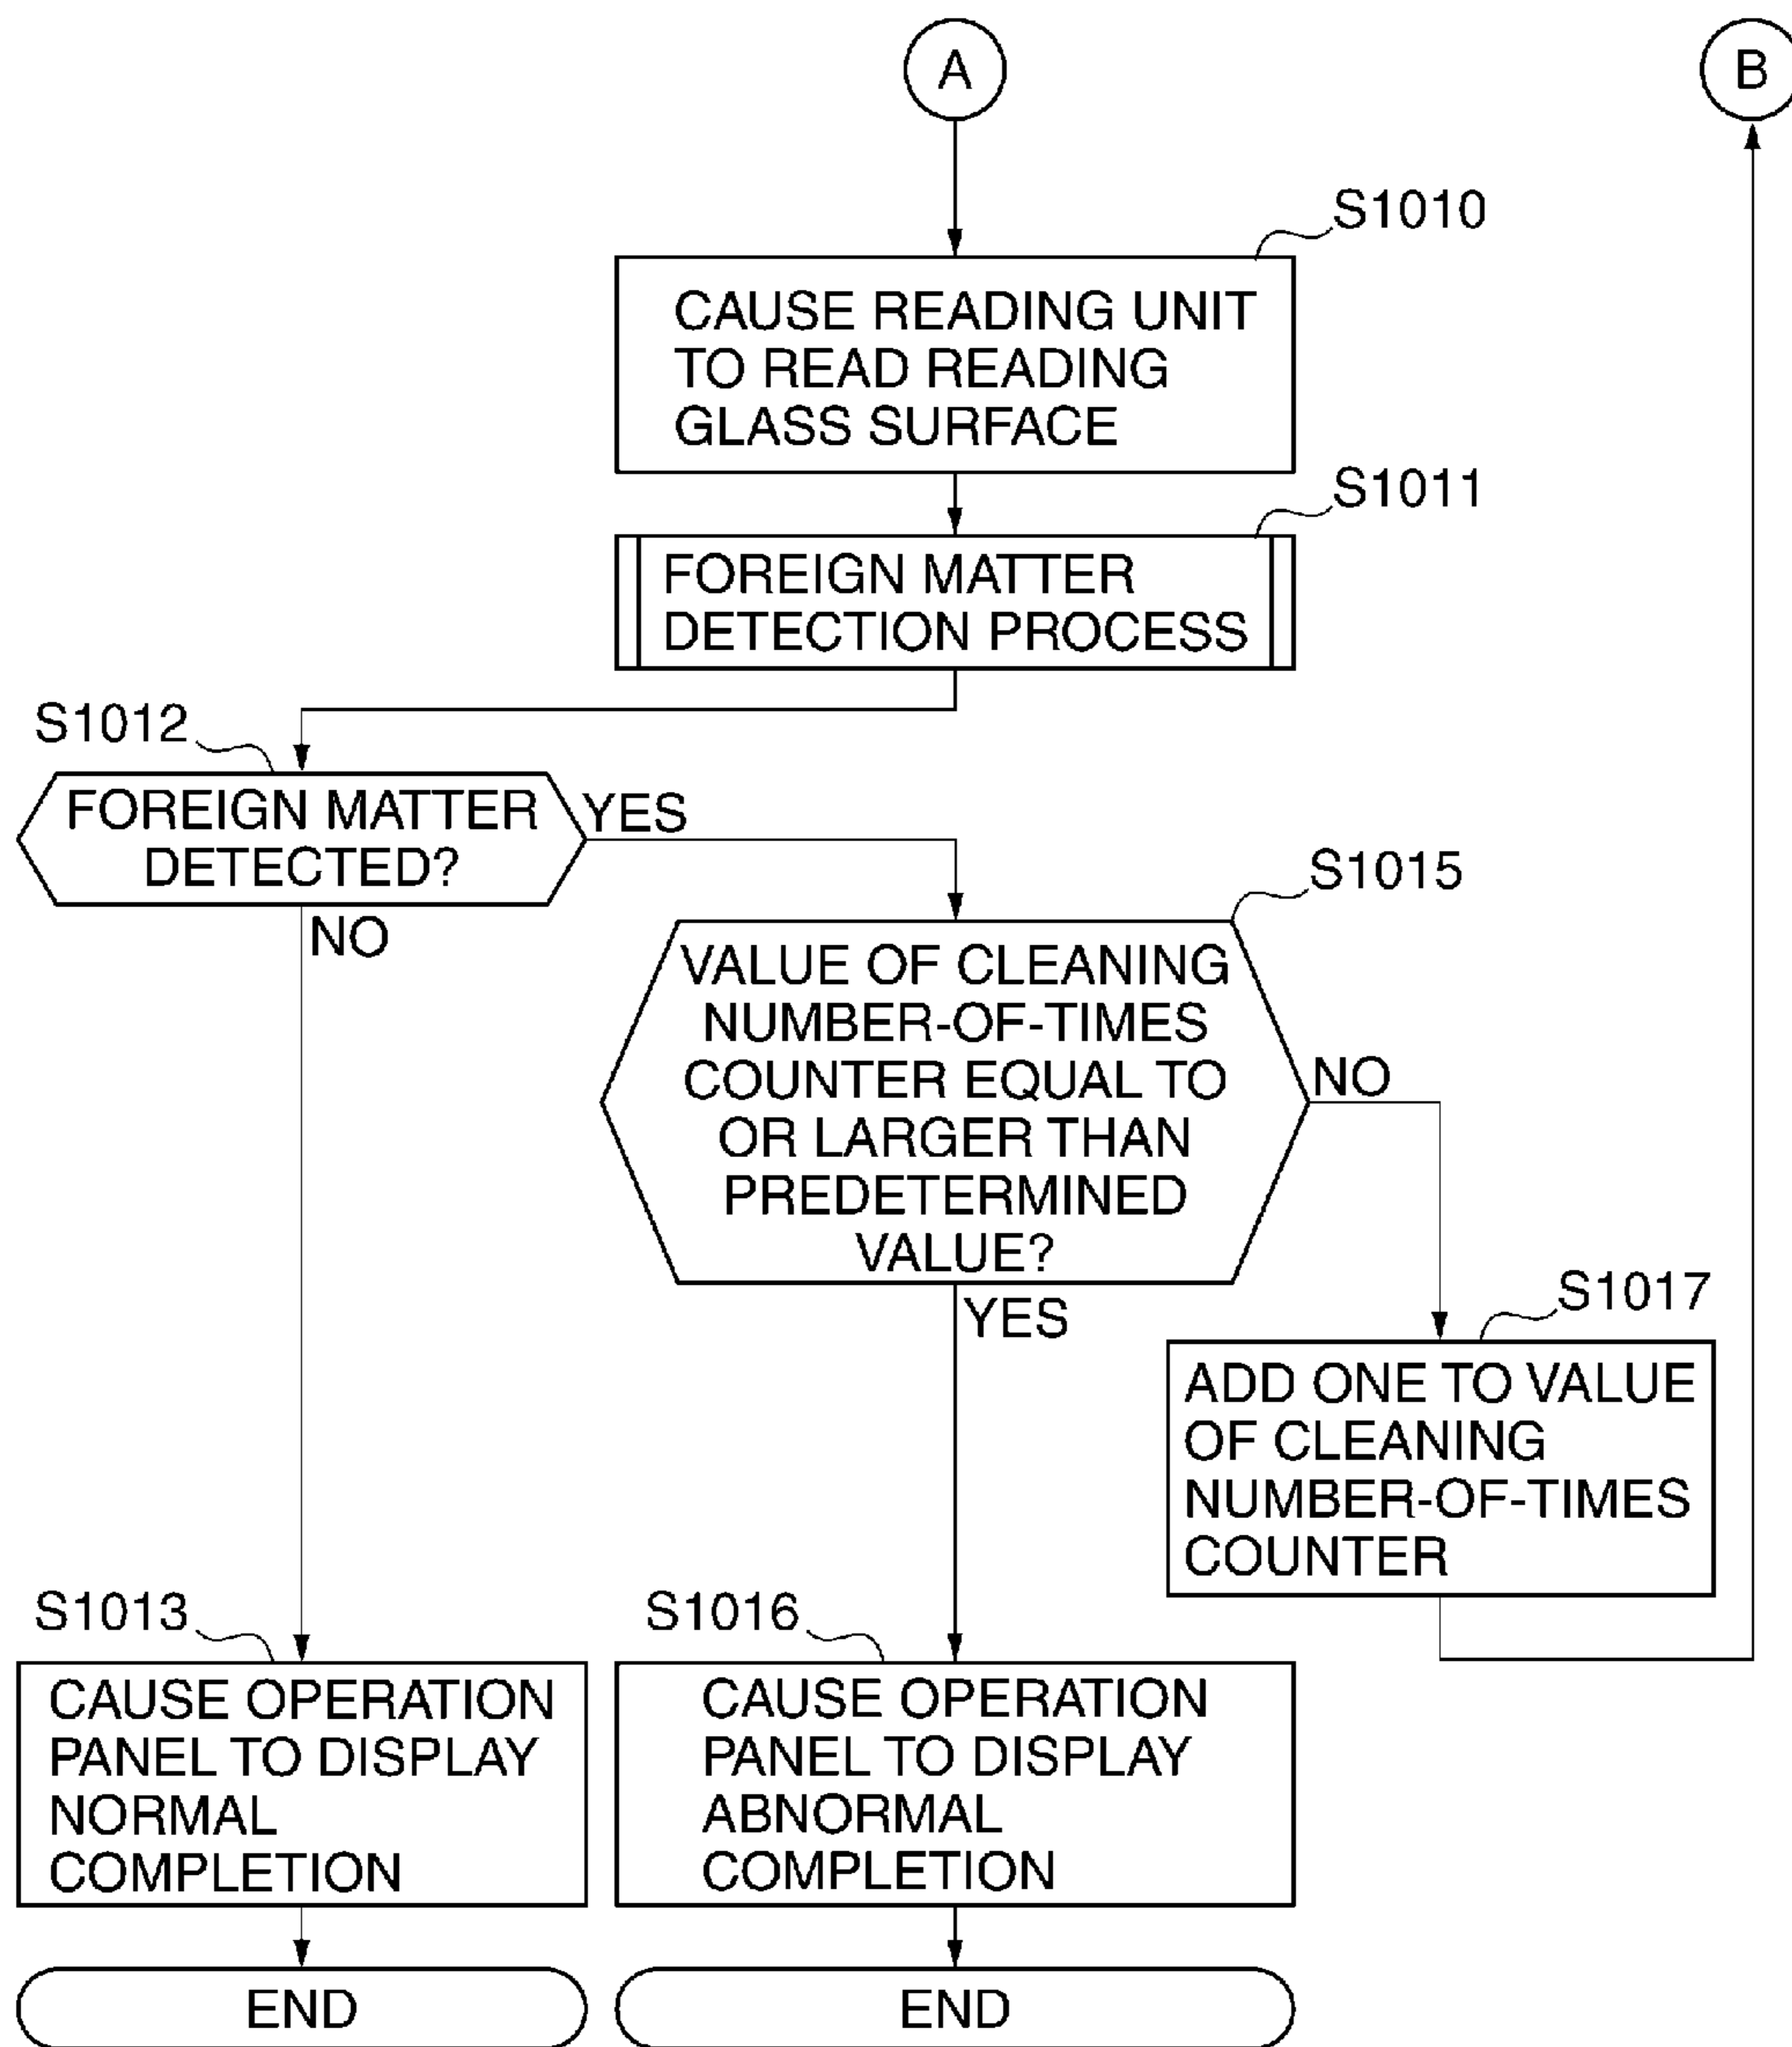 A
B
S1010
CAUSE READING UNIT
TO READ READING
GLASS SURFACE
S1011
FOREIGN MATTER
DETECTION PROCESS
S1012
FOREIGN MATTER
DETECTED?
YES
NO
S1015
VALUE OF CLEANING
NUMBER-OF-TIMES
COUNTER EQUAL TO
OR LARGER THAN
PREDETERMINED
VALUE?
NO
YES
S1017
ADD ONE TO VALUE
OF CLEANING
NUMBER-OF-TIMES
COUNTER
S1013
CAUSE OPERATION
PANEL TO DISPLAY
NORMAL
COMPLETION
END
S1016
CAUSE OPERATION
PANEL TO DISPLAY
ABNORMAL
COMPLETION
END